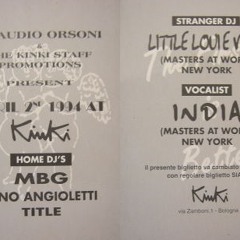 AUDIO ORSONI
&
HE KINKI STAFF
PROMOTIONS
PRESENT
IL 2ND 1994 AT
KinKi
HOME DJ'S
MBG
NO ANGIOLETTI
TITLE
STRANGER DJ
LITTLE LOUIE V
(MASTERS AT WOR
NEW YORK
VOCALIST
INDIA
(MASTERS AT WOR
NEW YORK
Il presente biglietto va cambiato
con regolare biglietto SIA
KinKi
via Zamboni,1 - Bologna